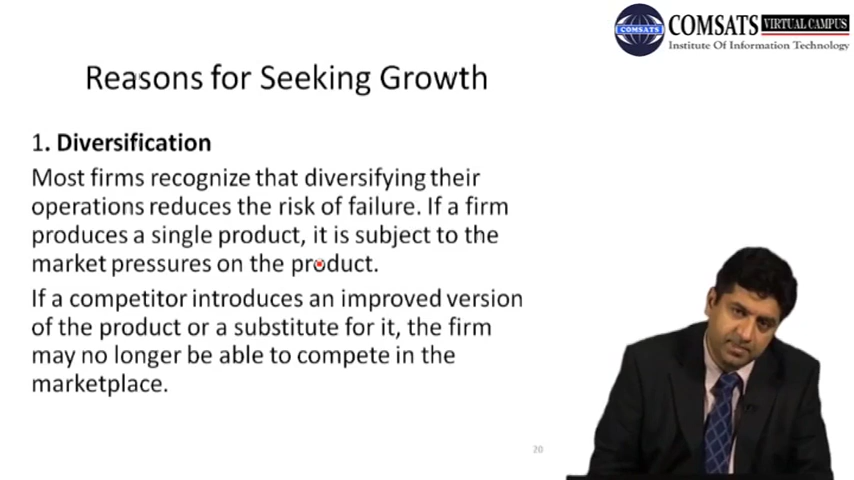 COMSATS VIRTUAL CAMPUS
COMSATS
Institute Of Information Technology
Reasons for Seeking Growth
1. Diversification
Most firms recognize that diversifying their
operations reduces the risk of failure. If a firm
produces a single product, it is subject to the
market pressures on the product.
If a competitor introduces an improved version
of the product or a substitute for it, the firm
may no longer be able to compete in the
marketplace.
20